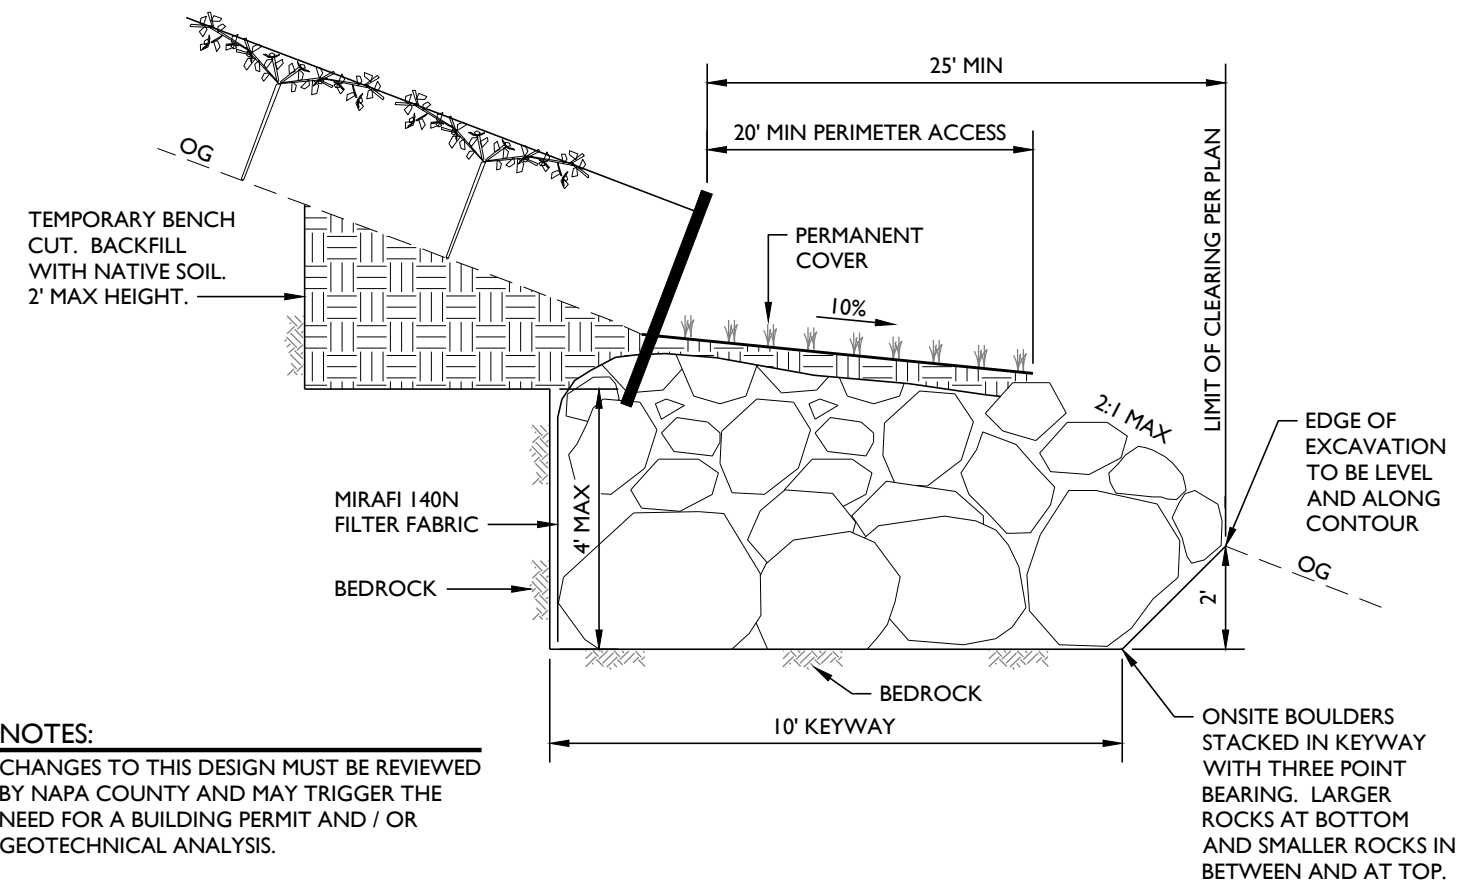 25' MIN
20' MIN PERIMETER ACCESS
LIMIT OF CLEARING PER PLAN
OG
TEMPORARY BENCH
CUT. BACKFILL
WITH NATIVE SOIL.
2' MAX HEIGHT.
PERMANENT
COVER
10%
2:1 MAX
EDGE OF
EXCAVATION
TO BE LEVEL
AND ALONG
CONTOUR
MIRAFI 140N
FILTER FABRIC
4' MAX
BEDROCK
OG
2'
BEDROCK
10' KEYWAY
ONSITE BOULDERS
STACKED IN KEYWAY
WITH THREE POINT
BEARING. LARGER
ROCKS AT BOTTOM
AND SMALLER ROCKS IN
BETWEEN AND AT TOP.
NOTES:
CHANGES TO THIS DESIGN MUST BE REVIEWED
BY NAPA COUNTY AND MAY TRIGGER THE
NEED FOR A BUILDING PERMIT AND / OR
GEOTECHNICAL ANALYSIS.